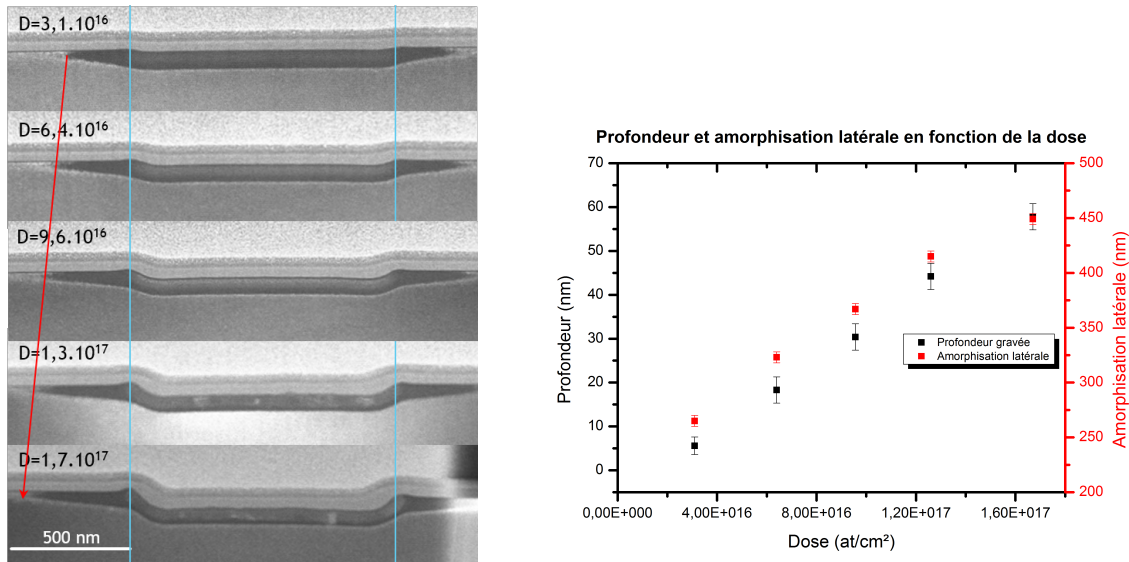 D=3,1.10¹⁶
D=6,4.10¹⁶
D=9,6.10¹⁶
D=1,3.10¹⁷
D=1,7.10¹⁷
500 nm
Profondeur et amorphisation latérale en fonction de la dose
70
60
50
40
30
20
10
0
Profondeur (nm)
500
450
400
350
300
250
200
Amorphisation latérale (nm)
Profondeur gravée
Amorphisation latérale
0,00E+000
4,00E+016
8,00E+016
1,20E+017
1,60E+017
Dose (at/cm²)